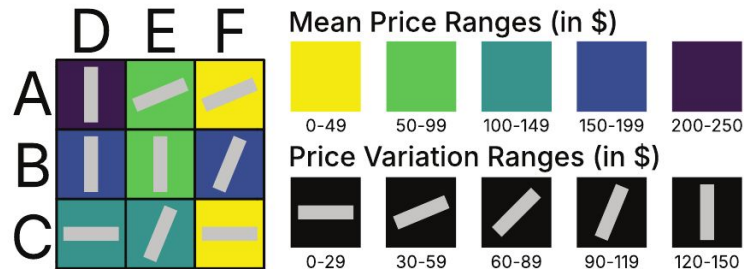 D E F
A
B
C
Mean Price Ranges (in $)
0-49 50-99 100-149 150-199 200-250
Price Variation Ranges (in $)
0-29 30-59 60-89 90-119 120-150